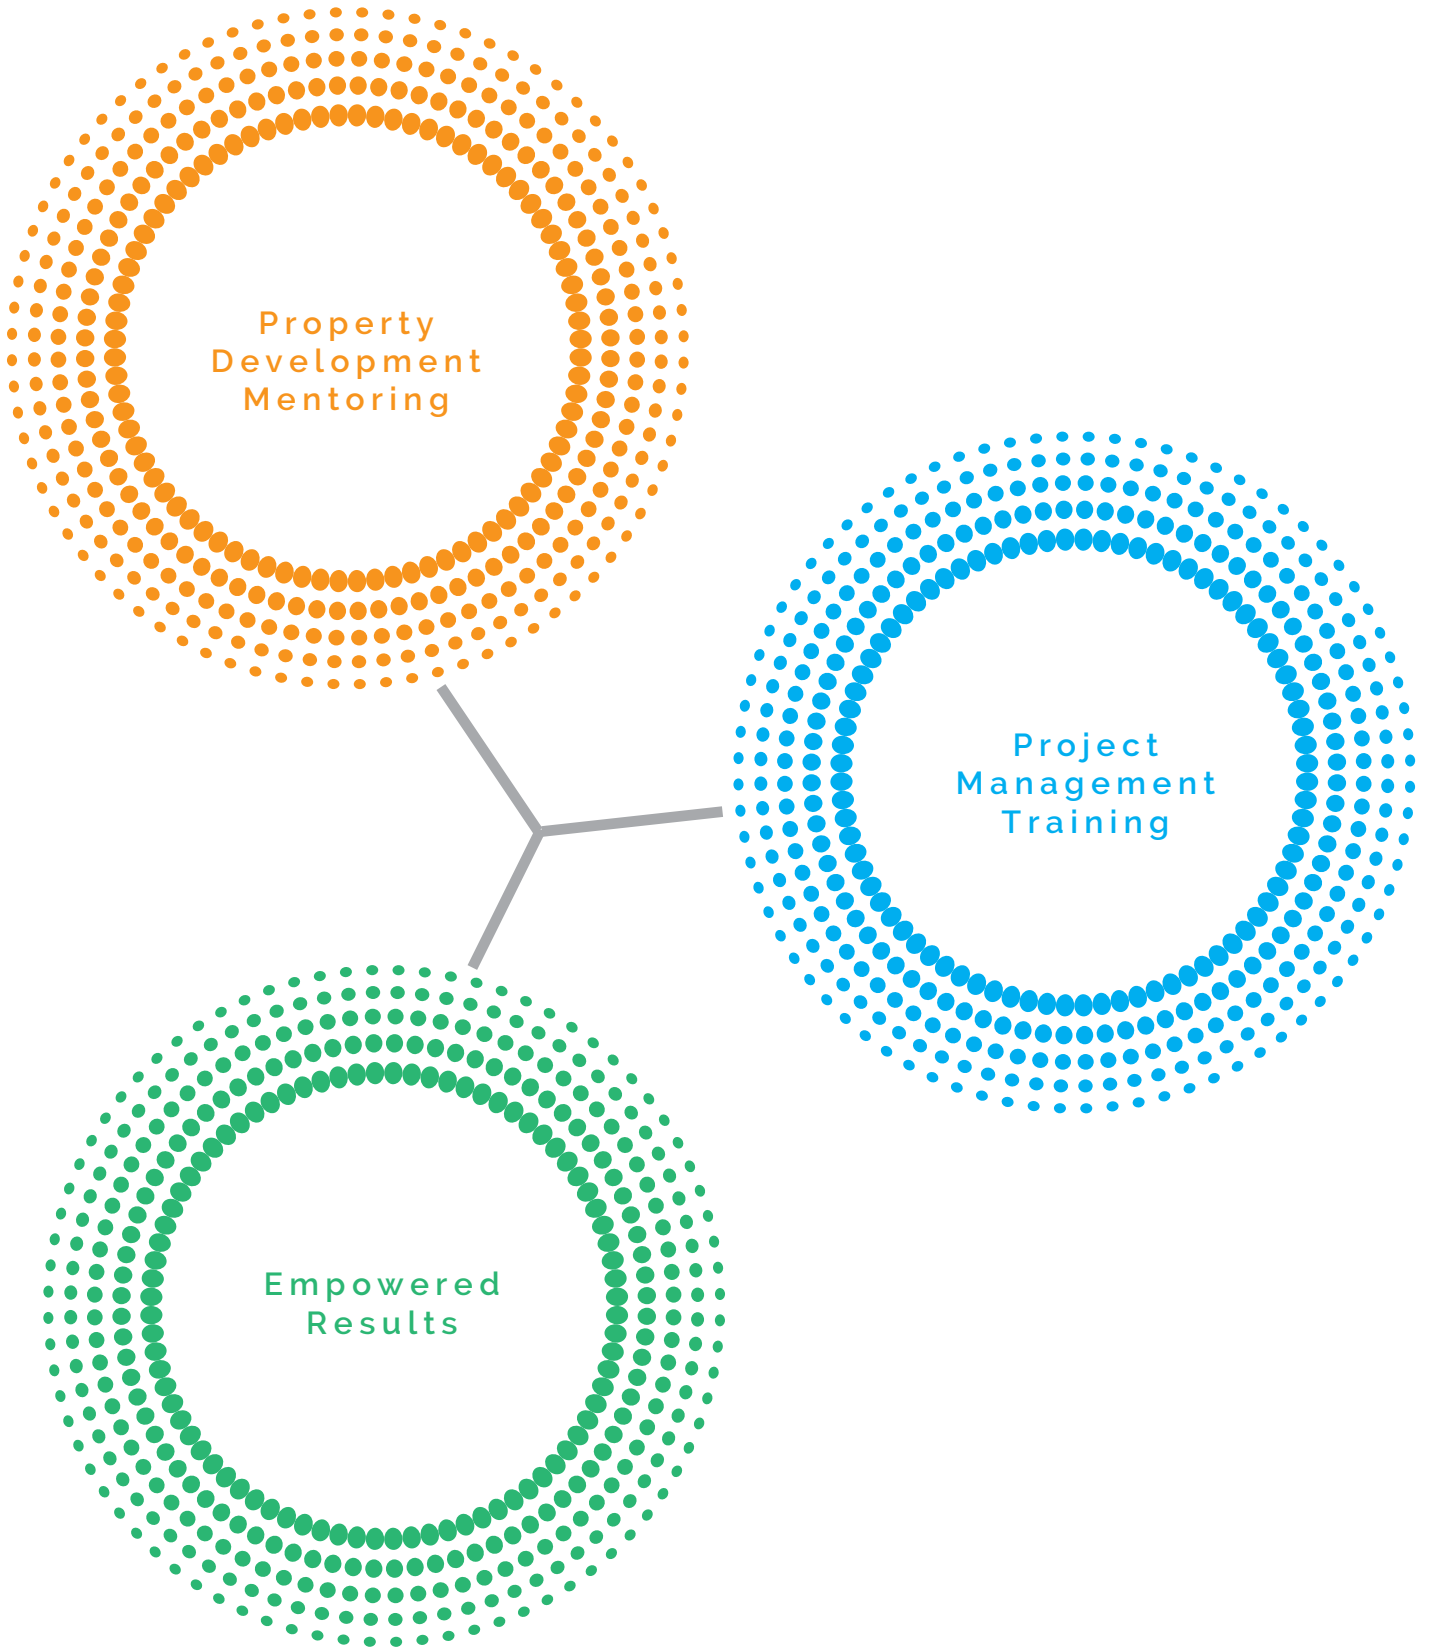 Property
Development
Mentoring
Project
Management
Training
Empowered
Results